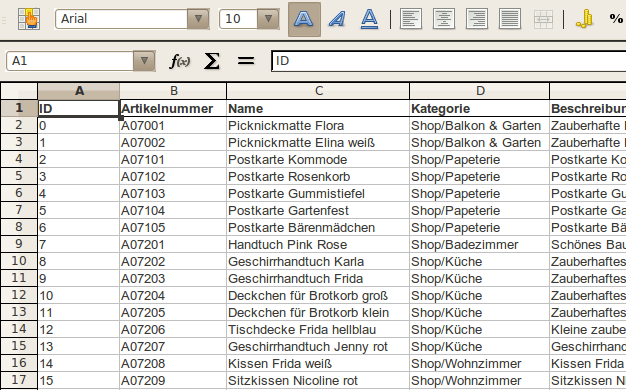 Arial 10 A A A %
A1 f(x) Σ = ID
A B C D
1 ID Artikelnummer Name Kategorie
2 0 A07001 Picknickmatte Flora Shop/Balkon & Garten Zauberhafte
3 1 A07002 Picknickmatte Elina weiß Shop/Balkon & Garten Zauberhafte
4 2 A07101 Postkarte Kommode Shop/Papeterie Postkarte Ko
5 3 A07102 Postkarte Rosenkorb Shop/Papeterie Postkarte Ro
6 4 A07103 Postkarte Gummistiefel Shop/Papeterie Postkarte Gu
7 5 A07104 Postkarte Gartenfest Shop/Papeterie Postkarte Ga
8 6 A07105 Postkarte Bärenmädchen Shop/Papeterie Postkarte Bä
9 7 A07201 Handtuch Pink Rose Shop/Badezimmer Schönes Bau
10 8 A07202 Geschirrhandtuch Karla Shop/Küche Zauberhaftes
11 9 A07203 Geschirrhandtuch Frida Shop/Küche Zauberhaftes
12 10 A07204 Deckchen für Brotkorb groß Shop/Küche Zauberhaftes
13 11 A07205 Deckchen für Brotkorb klein Shop/Küche Zauberhaftes
14 12 A07206 Tischdecke Frida hellblau Shop/Küche Kleine zaube
15 13 A07207 Geschirrhandtuch Jenny rot Shop/Küche Geschirrhand
16 14 A07208 Kissen Frida weiß Shop/Wohnzimmer Kissen Frida
17 15 A07209 Sitzkissen Nicoline rot Shop/Wohnzimmer Sitzkissen Ni